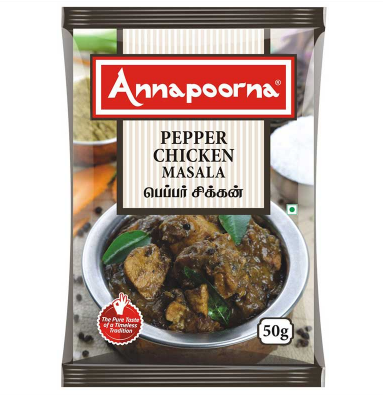 Annapoorna®
PEPPER
CHICKEN
MASALA
பெப்பர் சிக்கன்
The Pure Taste
of a Timeless
Tradition
50g